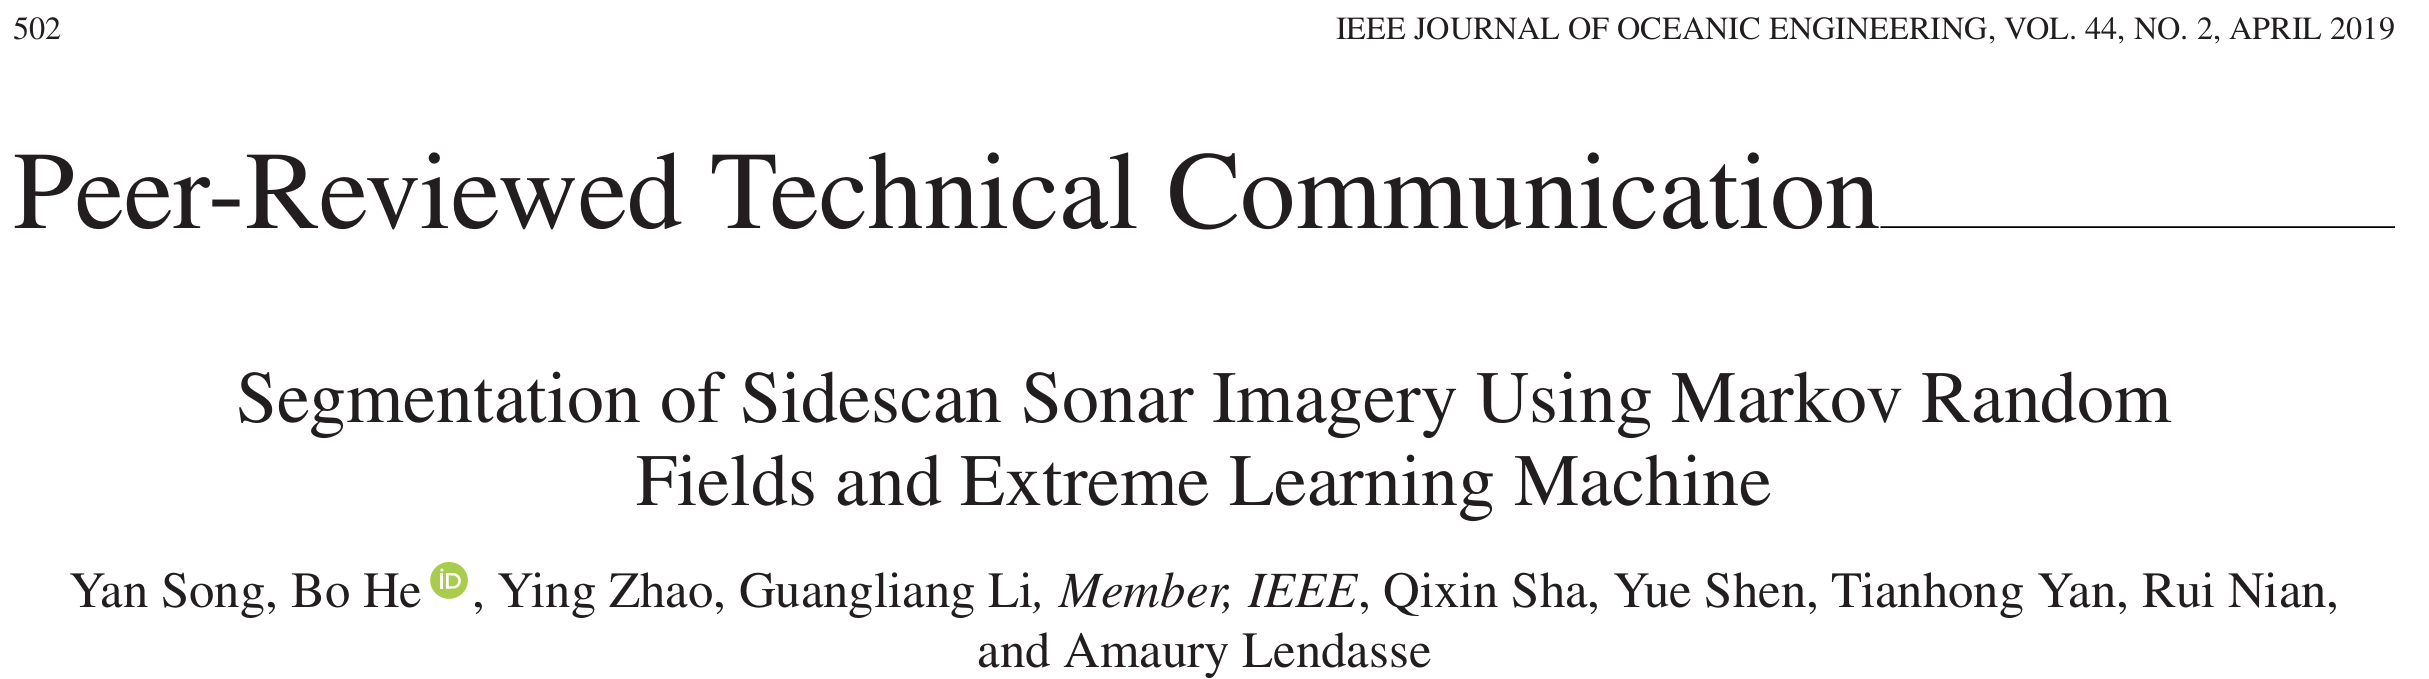 502 IEEE JOURNAL OF OCEANIC ENGINEERING, VOL. 44, NO. 2, APRIL 2019
Peer-Reviewed Technical Communication
Segmentation of Sidescan Sonar Imagery Using Markov Random
Fields and Extreme Learning Machine
Yan Song, Bo He iD, Ying Zhao, Guangliang Li, Member, IEEE, Qixin Sha, Yue Shen, Tianhong Yan, Rui Nian,
and Amaury Lendasse